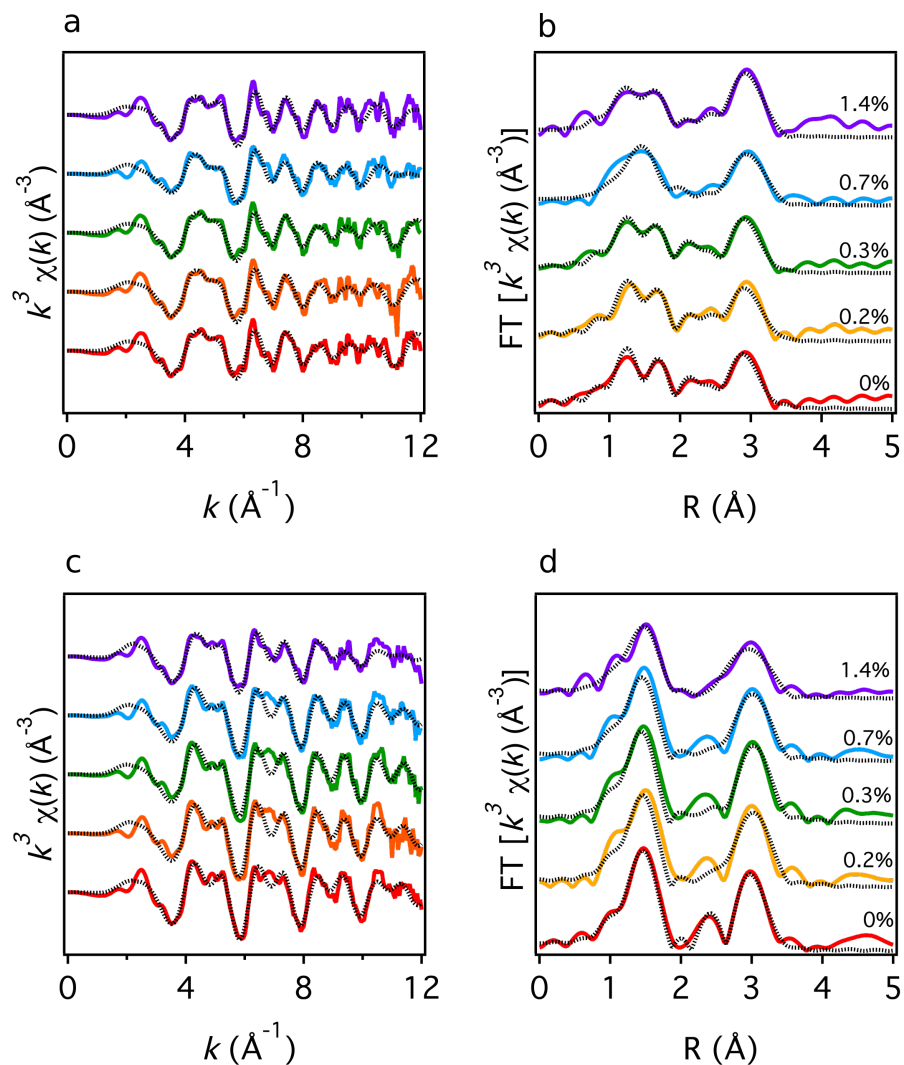 a
k³ χ(k) (Å⁻³)
0 4 8 12
k (Å⁻¹)
b
FT [k³ χ(k) (Å⁻³)]
1.4%
0.7%
0.3%
0.2%
0%
0 1 2 3 4 5
R (Å)
c
k³ χ(k) (Å⁻³)
0 4 8 12
k (Å⁻¹)
d
FT [k³ χ(k) (Å⁻³)]
1.4%
0.7%
0.3%
0.2%
0%
0 1 2 3 4 5
R (Å)